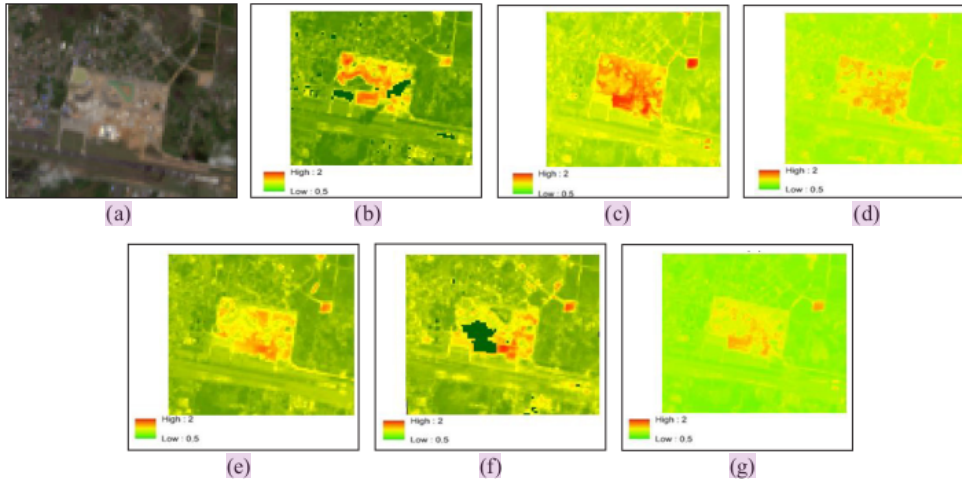 High : 2
Low : 0.5
High : 2
Low : 0.5
High : 2
Low : 0.5
(a)
(b)
(c)
(d)
High : 2
Low : 0.5
High : 2
Low : 0.5
High : 2
Low : 0.5
(e)
(f)
(g)